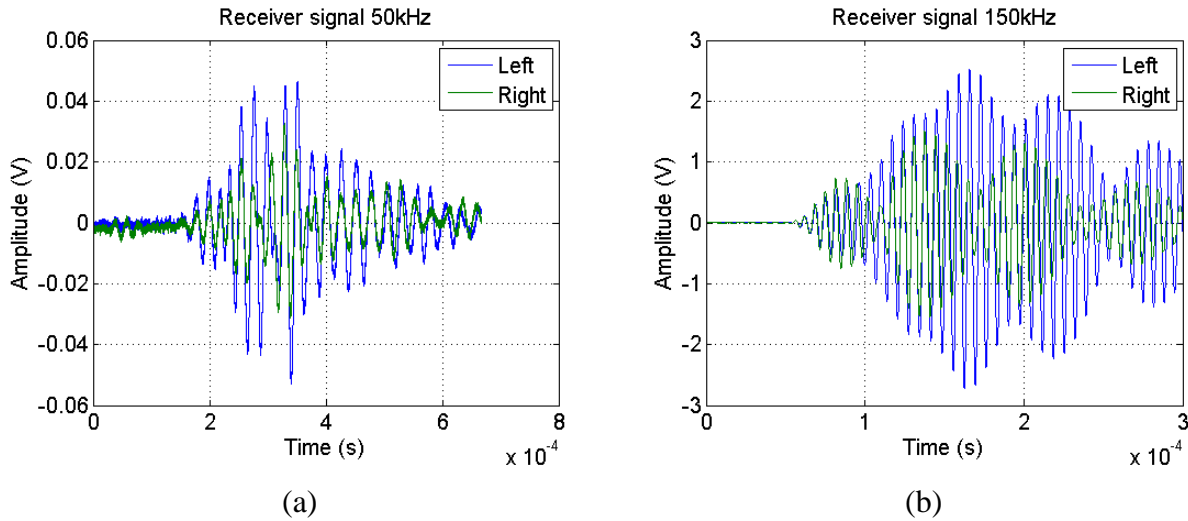 Receiver signal 50kHz
0.06
0.04
0.02
0
-0.02
-0.04
-0.06
Amplitude (V)
Left
Right
0 2 4 6 8
Time (s)
x 10^-4
(a)
Receiver signal 150kHz
3
2
1
0
-1
-2
-3
Amplitude (V)
Left
Right
0 1 2 3
Time (s)
x 10^-4
(b)